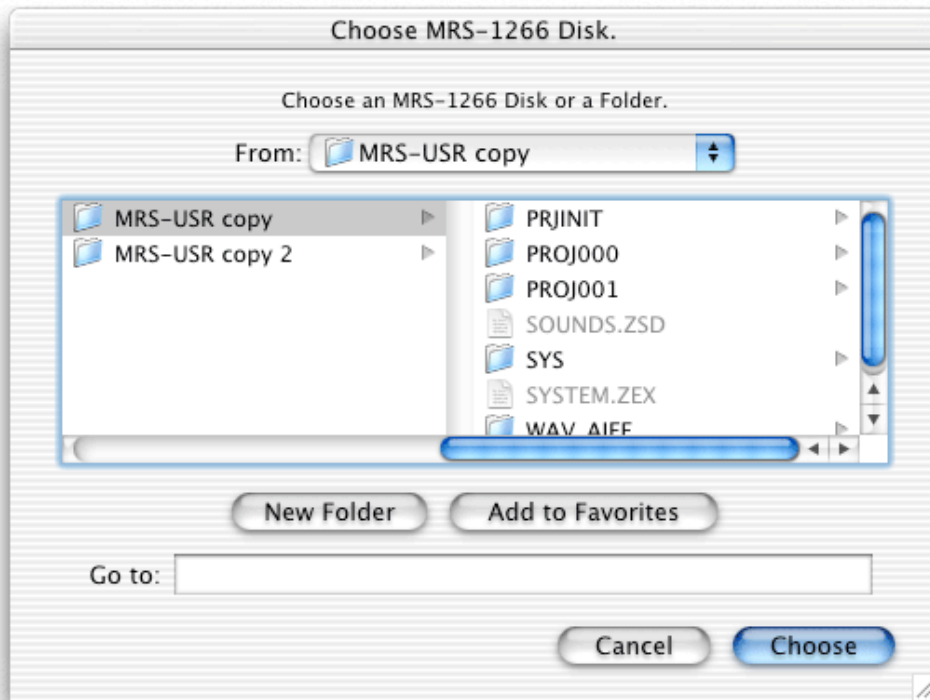 Choose MRS-1266 Disk.
Choose an MRS-1266 Disk or a Folder.
From: MRS-USR copy
MRS-USR copy
MRS-USR copy 2
PRJINIT
PROJ000
PROJ001
SOUNDS.ZSD
SYS
SYSTEM.ZEX
WAV_AIFF
New Folder
Add to Favorites
Go to:
Cancel
Choose